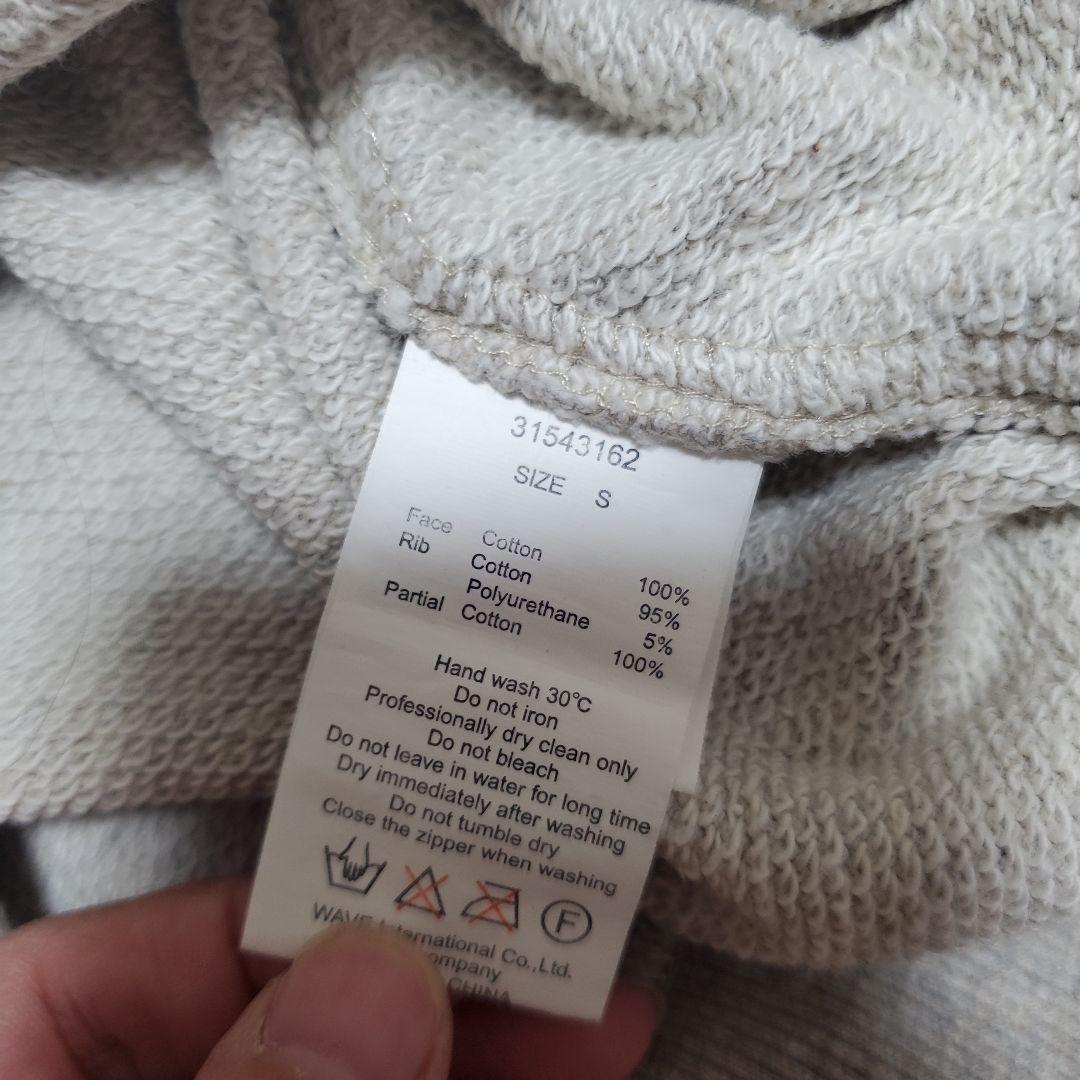 31543162
SIZE S
Face Cotton 100%
Rib Cotton 95%
Polyurethane 5%
Partial Cotton 100%
Hand wash 30℃
Do not iron
Professionally dry clean only
Do not bleach
Do not leave in water for long time
Dry immediately after washing
Do not tumble dry
Close the zipper when washing
F
WAVE International Co.,Ltd.
CHINA